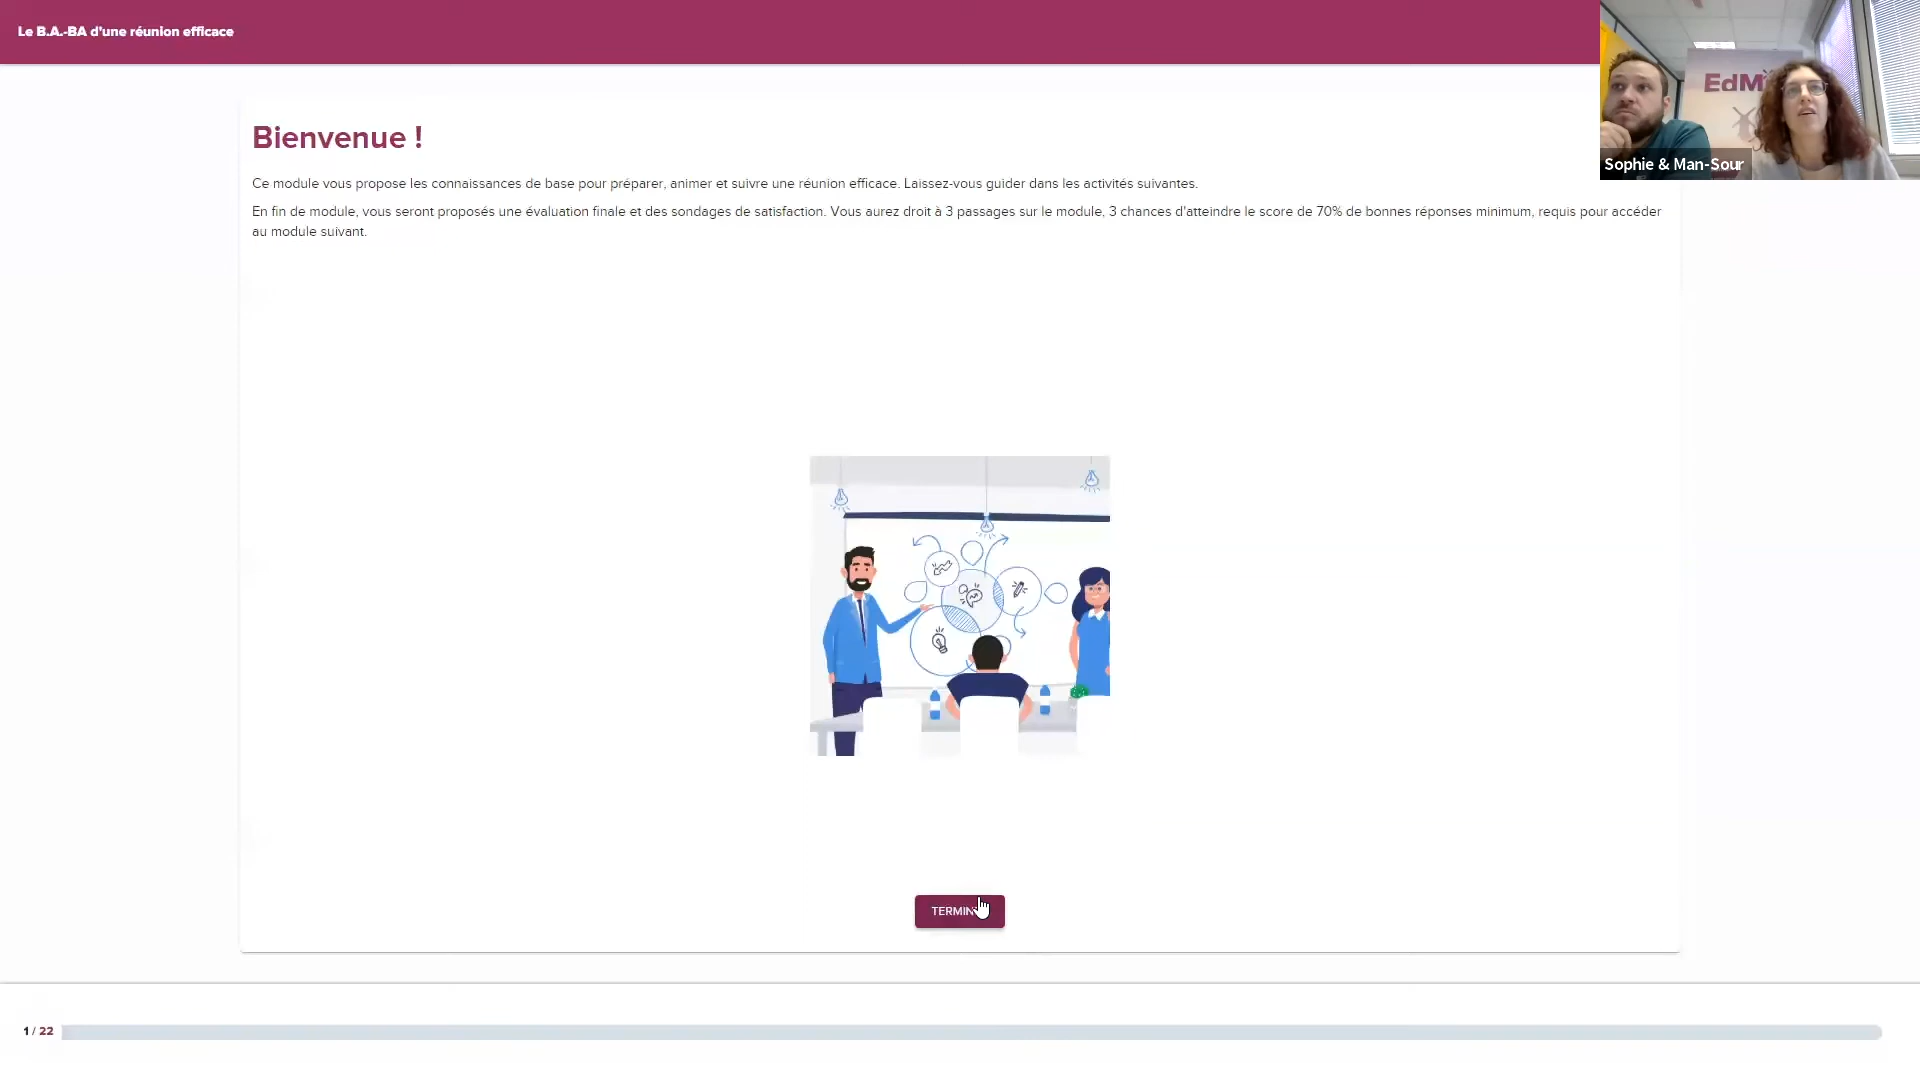 Le B.A.-BA d'une réunion efficace
EdM
Sophie & Man-Sour
Bienvenue !
Ce module vous propose les connaissances de base pour préparer, animer et suivre une réunion efficace. Laissez-vous guider dans les activités suivantes.
En fin de module, vous seront proposés une évaluation finale et des sondages de satisfaction. Vous aurez droit à 3 passages sur le module, 3 chances d'atteindre le score de 70% de bonnes réponses minimum, requis pour accéder
au module suivant.
TERMIN
1 / 22